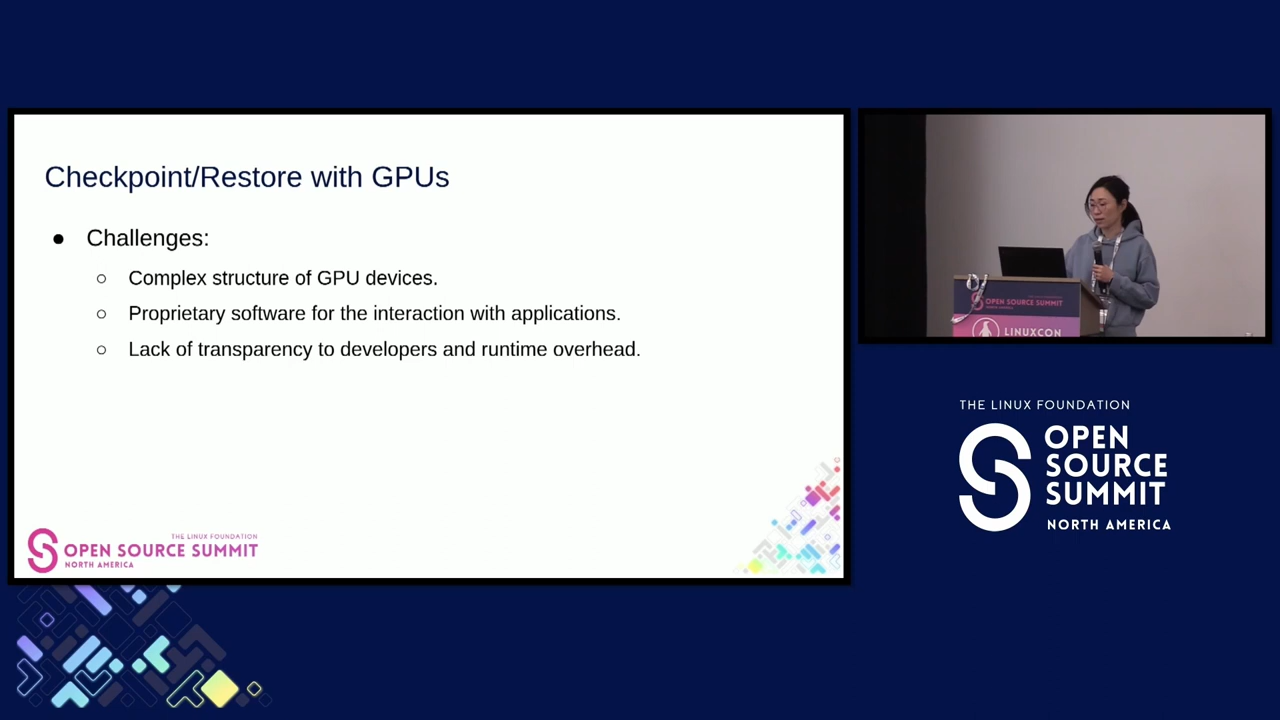 Checkpoint/Restore with GPUs
● Challenges:
○ Complex structure of GPU devices.
○ Proprietary software for the interaction with applications.
○ Lack of transparency to developers and runtime overhead.
THE LINUX FOUNDATION
OPEN SOURCE SUMMIT
NORTH AMERICA
OPEN SOURCE SUMMIT
LINUXCON
THE LINUX FOUNDATION
OPEN
SOURCE
SUMMIT
NORTH AMERICA